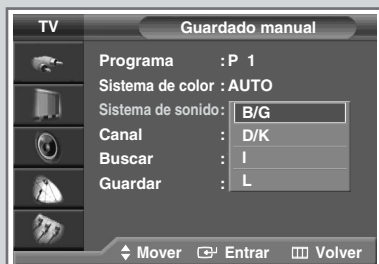 TV Guardado manual
Programa : P 1
Sistema de color : AUTO
Sistema de sonido : B/G
D/K
Canal :
I
Buscar :
L
Guardar :
Mover Entrar Volver